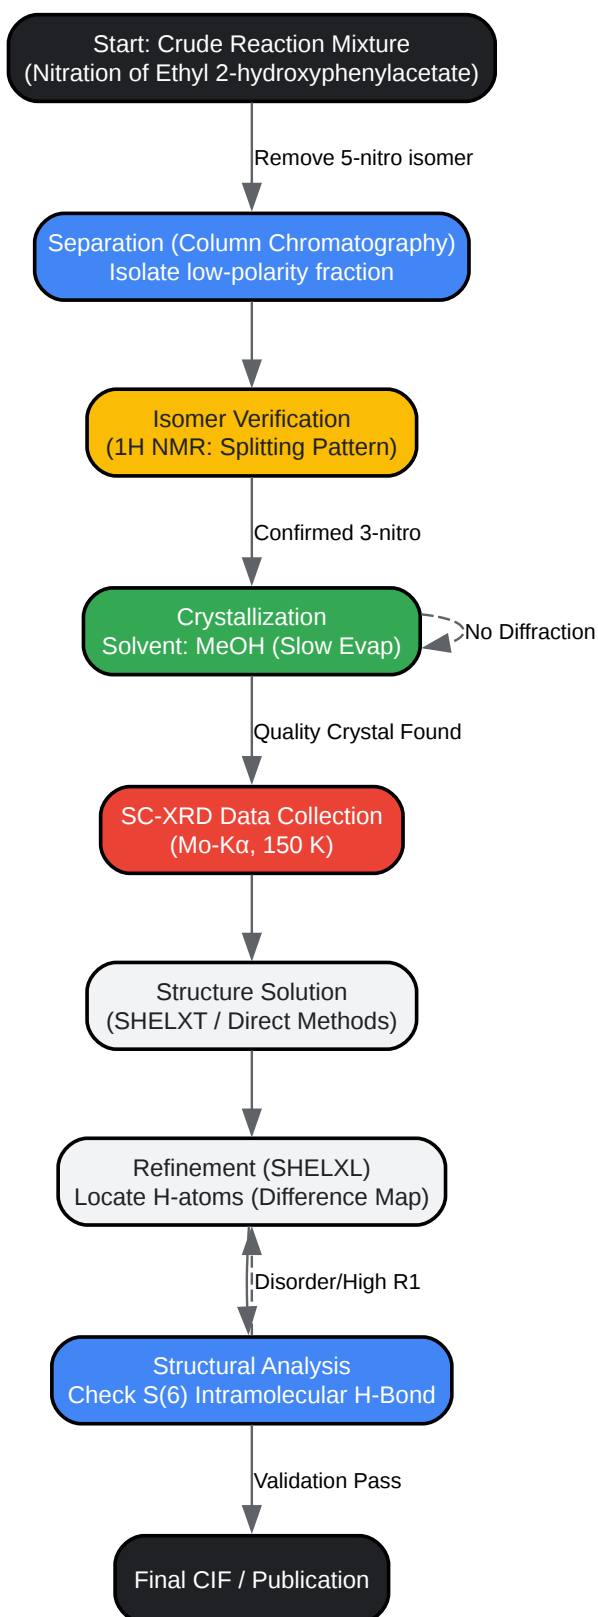 Start: Crude Reaction Mixture
(Nitration of Ethyl 2-hydroxyphenylacetate)
Remove 5-nitro isomer
Separation (Column Chromatography)
Isolate low-polarity fraction
Isomer Verification
(1H NMR: Splitting Pattern)
Confirmed 3-nitro
Crystallization
Solvent: MeOH (Slow Evap)
No Diffraction
Quality Crystal Found
SC-XRD Data Collection
(Mo-Kα, 150 K)
Structure Solution
(SHELXT / Direct Methods)
Refinement (SHELXL)
Locate H-atoms (Difference Map)
Disorder/High R1
Structural Analysis
Check S(6) Intramolecular H-Bond
Validation Pass
Final CIF / Publication